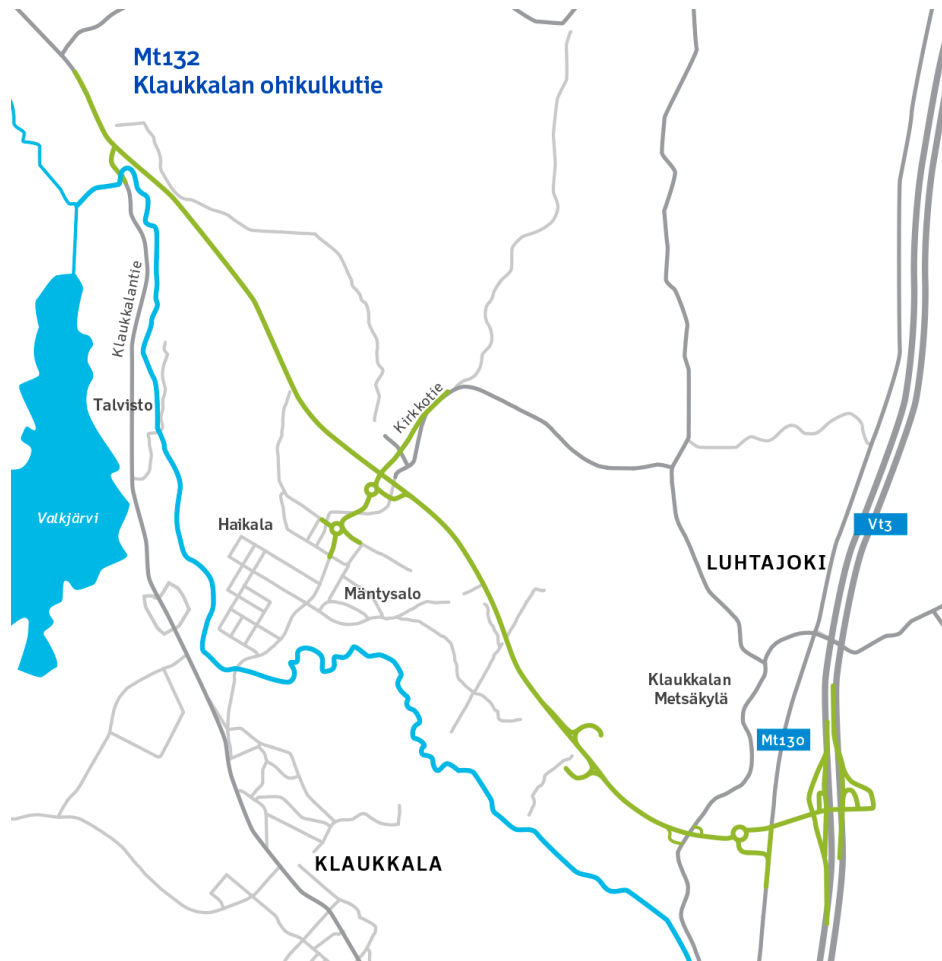 Mt132
Klaukkalan ohikulkutie
Klaukkalantie
Talvisto
Kirkkotie
Valkjärvi
Haikala
Vt3
LUHTAJOKI
Mäntysalo
Klaukkalan
Metsäkylä
Mt130
KLAUKKALA